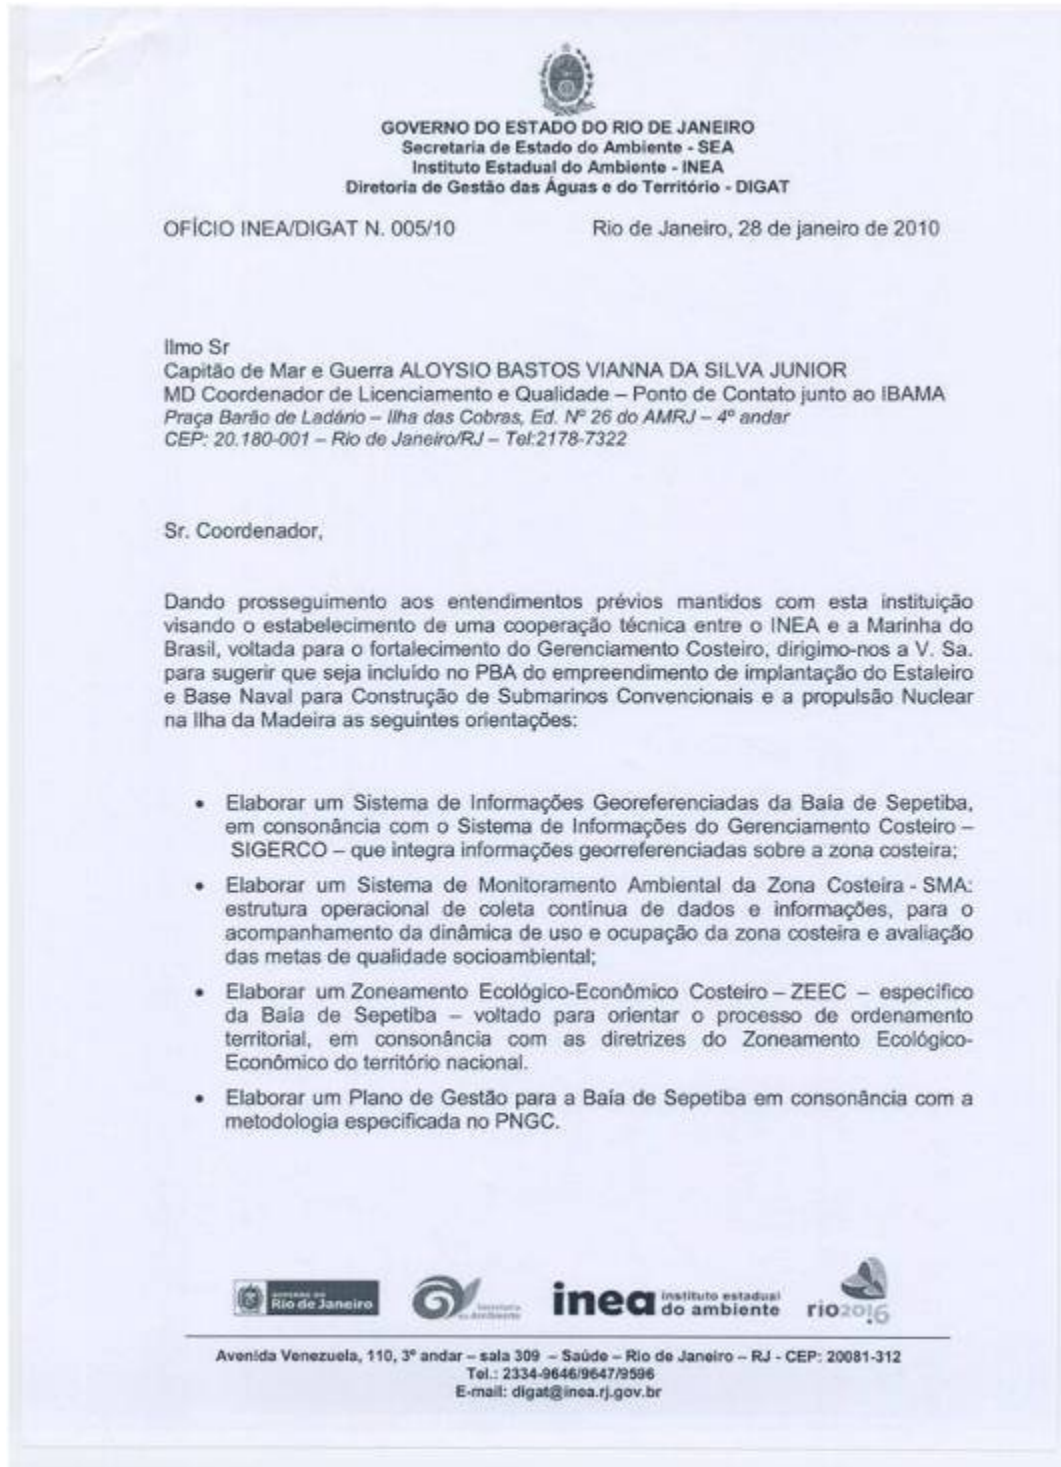 GOVERNO DO ESTADO DO RIO DE JANEIRO
Secretaria de Estado do Ambiente - SEA
Instituto Estadual do Ambiente - INEA
Diretoria de Gestão das Águas e do Território - DIGAT
OFÍCIO INEA/DIGAT N. 005/10 Rio de Janeiro, 28 de janeiro de 2010
Ilmo Sr
Capitão de Mar e Guerra ALOYSIO BASTOS VIANNA DA SILVA JUNIOR
MD Coordenador de Licenciamento e Qualidade – Ponto de Contato junto ao IBAMA
Praça Barão de Ladário – Ilha das Cobras, Ed. Nº 26 do AMRJ – 4º andar
CEP: 20.180-001 – Rio de Janeiro/RJ – Tel:2178-7322
Sr. Coordenador,
Dando prosseguimento aos entendimentos prévios mantidos com esta instituição
visando o estabelecimento de uma cooperação técnica entre o INEA e a Marinha do
Brasil, voltada para o fortalecimento do Gerenciamento Costeiro, dirigimo-nos a V. Sa.
para sugerir que seja incluído no PBA do empreendimento de implantação do Estaleiro
e Base Naval para Construção de Submarinos Convencionais e a propulsão Nuclear
na Ilha da Madeira as seguintes orientações:
• Elaborar um Sistema de Informações Georeferenciadas da Baía de Sepetiba,
em consonância com o Sistema de Informações do Gerenciamento Costeiro –
SIGERCO – que integra informações georreferenciadas sobre a zona costeira;
• Elaborar um Sistema de Monitoramento Ambiental da Zona Costeira - SMA:
estrutura operacional de coleta contínua de dados e informações, para o
acompanhamento da dinâmica de uso e ocupação da zona costeira e avaliação
das metas de qualidade socioambiental;
• Elaborar um Zoneamento Ecológico-Econômico Costeiro – ZEEC – específico
da Baía de Sepetiba – voltado para orientar o processo de ordenamento
territorial, em consonância com as diretrizes do Zoneamento Ecológico-
Econômico do território nacional.
• Elaborar um Plano de Gestão para a Baía de Sepetiba em consonância com a
metodologia especificada no PNGC.
GOVERNO DO
Rio de Janeiro
Secretaria
do Ambiente
inea instituto estadual
do ambiente
rio2016
Avenida Venezuela, 110, 3º andar – sala 309 – Saúde – Rio de Janeiro – RJ - CEP: 20081-312
Tel.: 2334-9646/9647/9596
E-mail: digat@inea.rj.gov.br